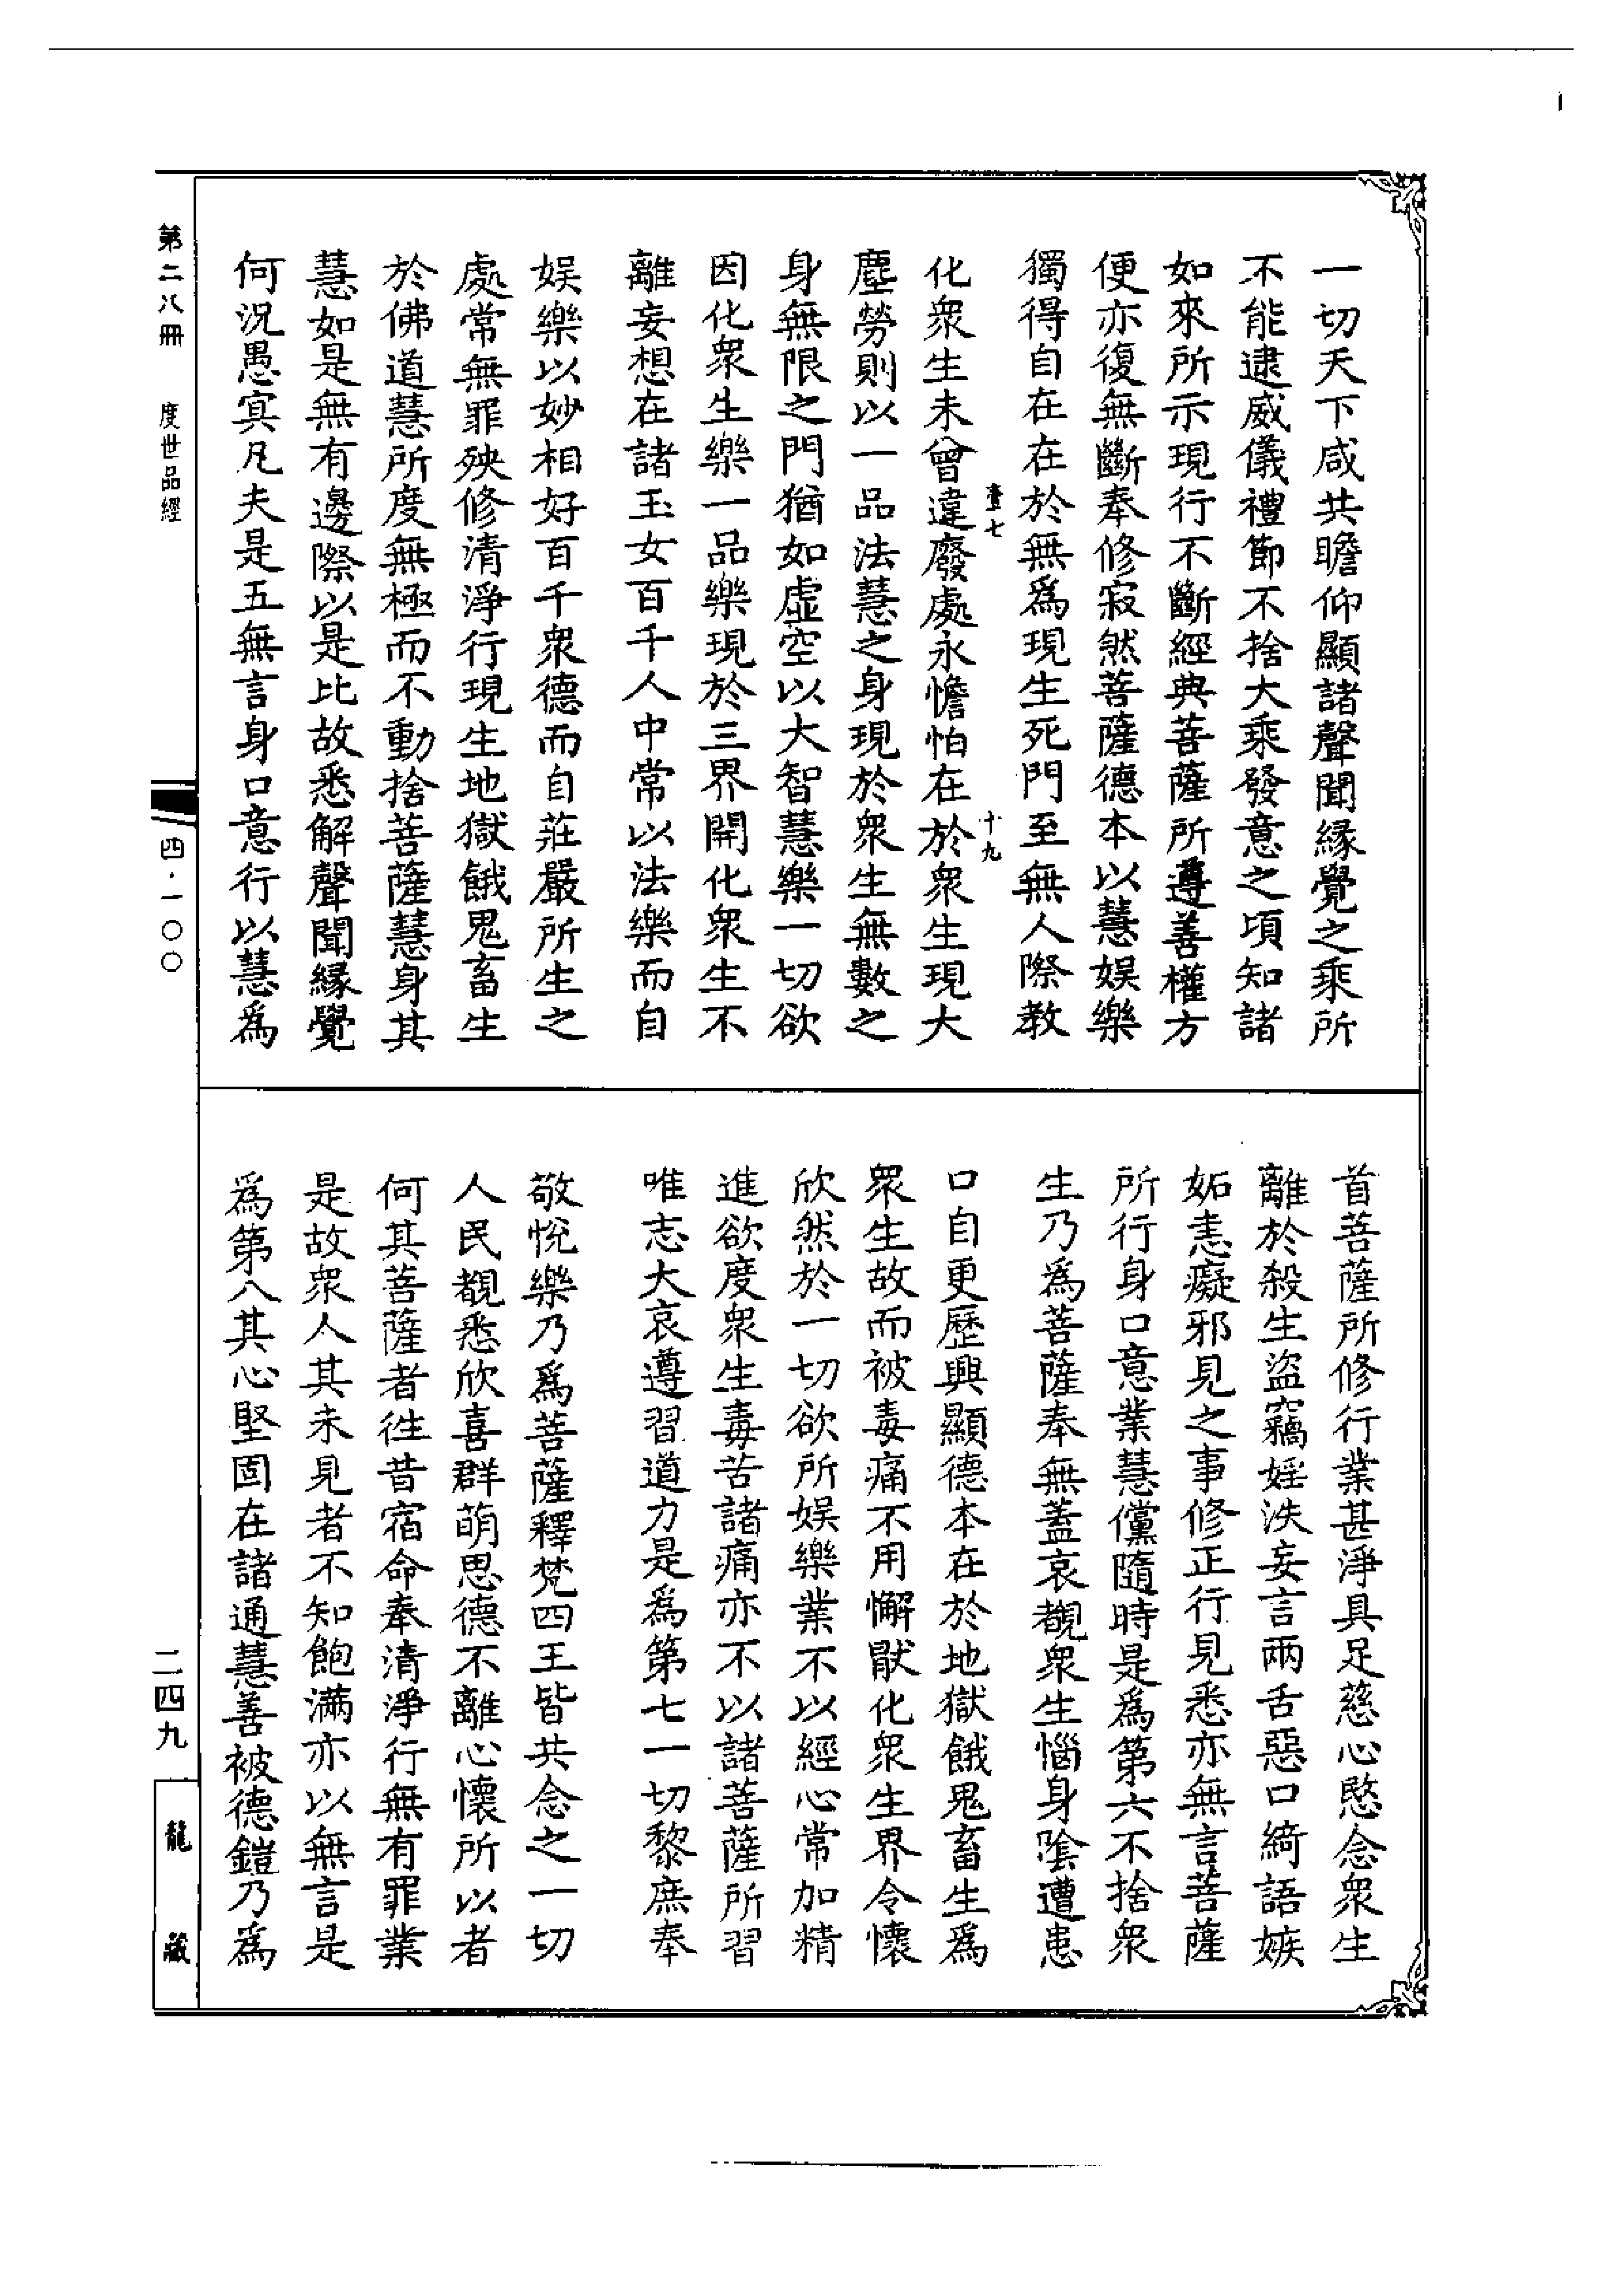 一切天下咸共瞻仰顯諸聲聞緣覺之乘所
不能逮威儀禮節不捨大乘發意之頃知諸
如來所示現行不斷經典菩薩所遵善權方
便亦復無斷奉修寂然菩薩德本以慧娛樂
獨得自在在於無為現生死門至無人際教
壹七
十九
化衆生未曾違廢處永憺怕在於衆生現大
塵勞則以一品法慧之身現於衆生無數之
身無限之門猶如虛空以大智慧樂一切欲
因化衆生樂一品樂現於三界開化衆生不
離妄想在諸玉女百千人中常以法樂而自
娛樂以妙相好百千衆德而自莊嚴所生之
處常無罪殃修清淨行現生地獄餓鬼畜生
於佛道慧所度無極而不動捨菩薩慧身其
慧如是無有邊際以是比故悉解聲聞緣覺
何況愚冥凡夫是五無言身口意行以慧為
首菩薩所修行業甚淨具足慈心愍念衆生
離於殺生盜竊婬泆妄言兩舌惡口綺語嫉
妬恚癡邪見之事修正行見悉亦無言菩薩
所行身口意業慧儻隨時是為第六不捨衆
生乃為菩薩奉無蓋哀覩衆生惱身陰遭患
口自更歷興顯德本在於地獄餓鬼畜生為
衆生故而被毒痛不用懈猒化衆生界令懷
欣然於一切欲所娛樂業不以經心常加精
進欲度衆生毒苦諸痛亦不以諸菩薩所習
唯志大哀遵習道力是為第七一切黎庶奉
敬悅樂乃為菩薩釋梵四王皆共念之一切
人民覩悉欣喜群萌思德不離心懷所以者
何其菩薩者往昔宿命奉清淨行無有罪業
是故衆人其未見者不知飽滿亦以無言是
為第八其心堅固在諸通慧善被德鎧乃為
第二八冊 度世品經
四·一〇〇
二四九
龍藏